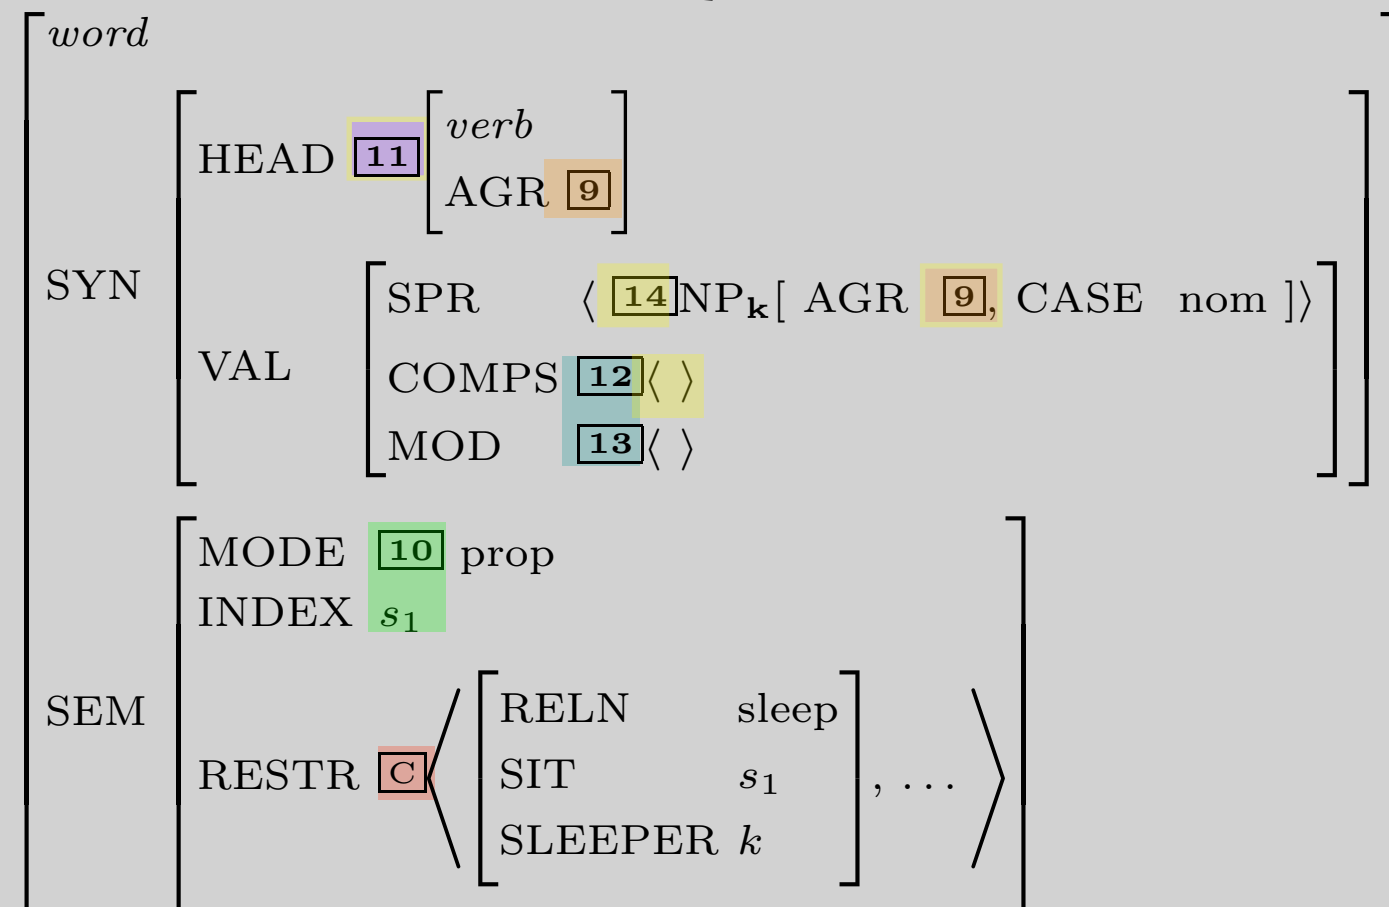 word
HEAD 11 verb
AGR 9
SYN
SPR ⟨ 14 NPk[ AGR 9, CASE nom ]⟩
VAL
COMPS 12 ⟨ ⟩
MOD 13 ⟨ ⟩
MODE 10 prop
INDEX s1
SEM
RELN sleep
RESTR C ⟨ SIT s1 , ... ⟩
SLEEPER k